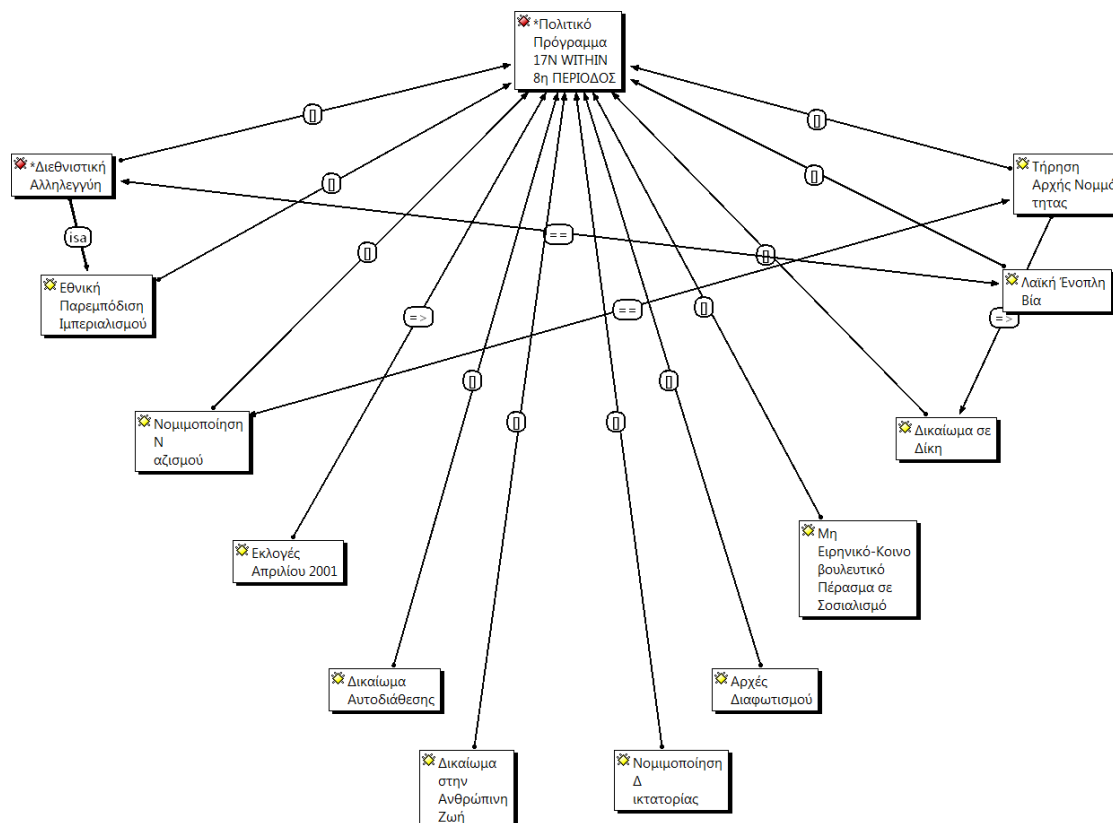 *Πολιτικό
Πρόγραμμα
17Ν WITHIN
8η ΠΕΡΙΟΔΟΣ
[]
[]
*Διεθνιστική
Αλληλεγγύη
Τήρηση
Αρχής Νομμό
τητας
[]
[]
isa
==
[]
[]
Εθνική
Παρεμπόδιση
Ιμπεριαλισμού
Λαϊκή Ένοπλη
Βία
=>
[]
==
=>
[]
[]
Νομιμοποίηση
Ν
αζισμού
[]
[]
Δικαίωμα σε
Δίκη
Εκλογές
Απριλίου 2001
Μη
Ειρηνικό-Κοινο
βουλευτικό
Πέρασμα σε
Σοσιαλισμό
Δικαίωμα
Αυτοδιάθεσης
Αρχές
Διαφωτισμού
Δικαίωμα
στην
Ανθρώπινη
Ζωή
Νομιμοποίηση
Δ
ικτατορίας